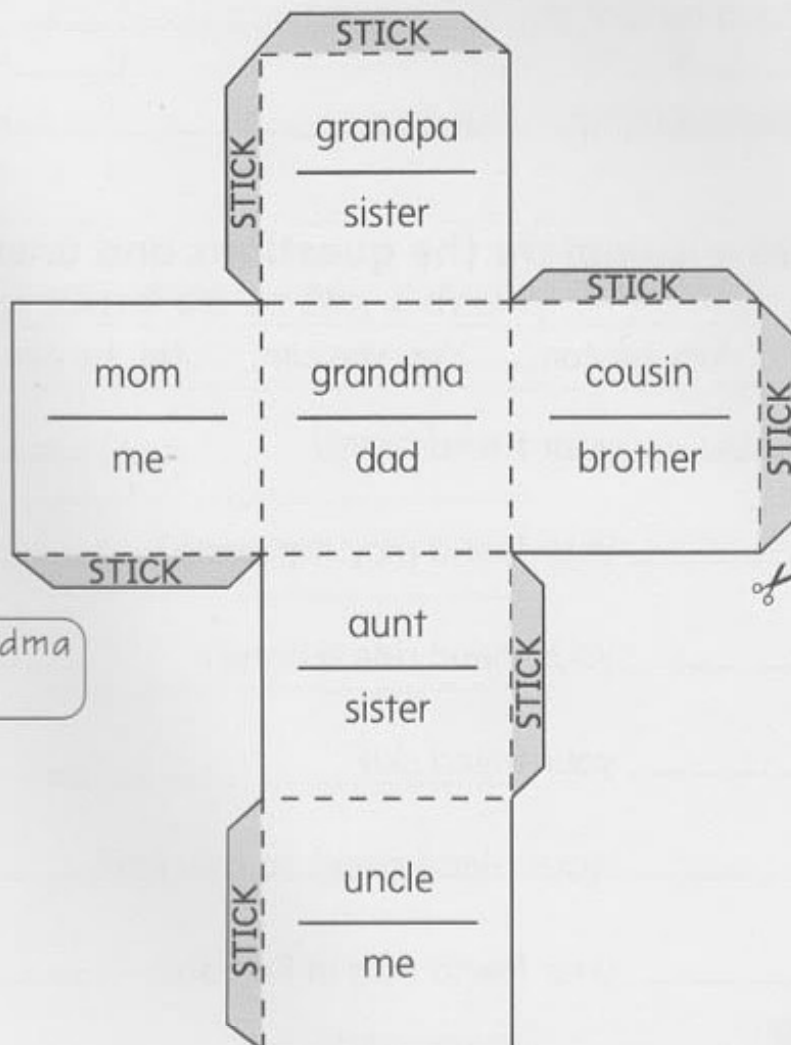 STICK
STICK
grandpa
sister
STICK
STICK
mom
me
grandma
dad
cousin
brother
STICK
STICK
aunt
sister
dma
STICK
uncle
me